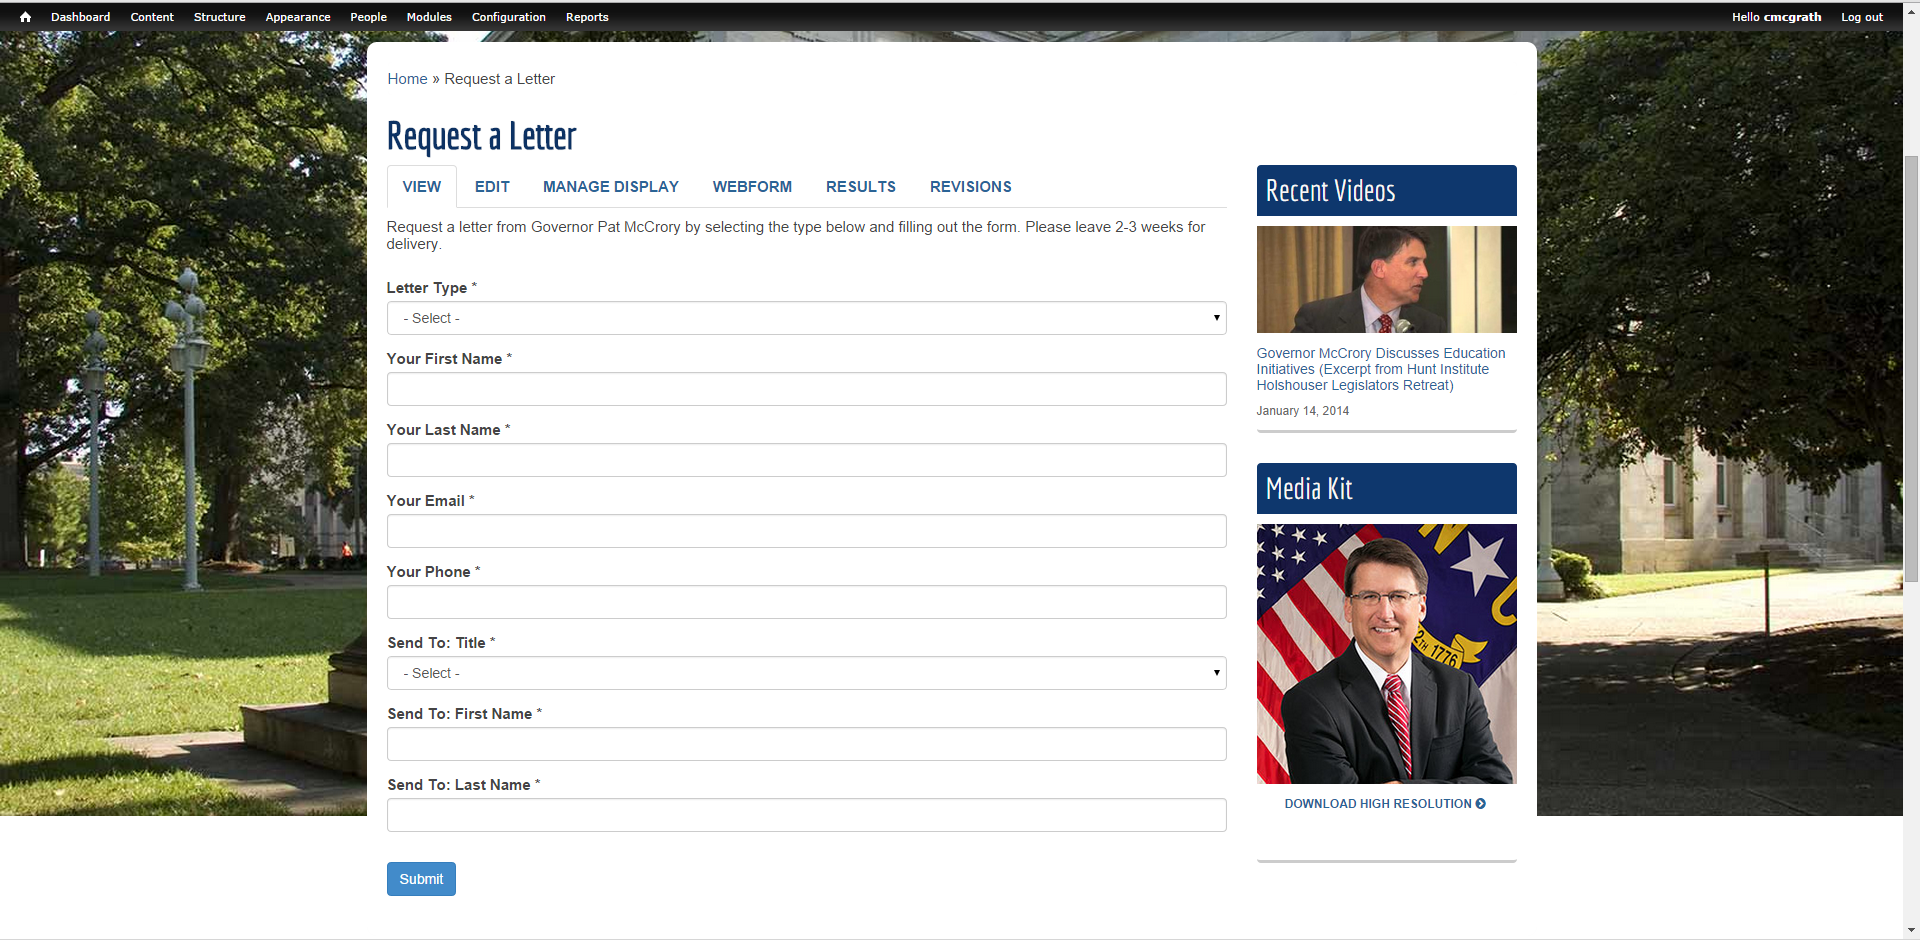 Dashboard Content Structure Appearance People Modules Configuration Reports Hello cmcgrath Log out
Home » Request a Letter
Request a Letter
VIEW EDIT MANAGE DISPLAY WEBFORM RESULTS REVISIONS
Request a letter from Governor Pat McCrory by selecting the type below and filling out the form. Please leave 2-3 weeks for
delivery.
Letter Type *
- Select -
Your First Name *
Your Last Name *
Your Email *
Your Phone *
Send To: Title *
- Select -
Send To: First Name *
Send To: Last Name *
Submit
Recent Videos
Governor McCrory Discusses Education
Initiatives (Excerpt from Hunt Institute
Holshouser Legislators Retreat)
January 14, 2014
Media Kit
N
C
2TH 1776
DOWNLOAD HIGH RESOLUTION